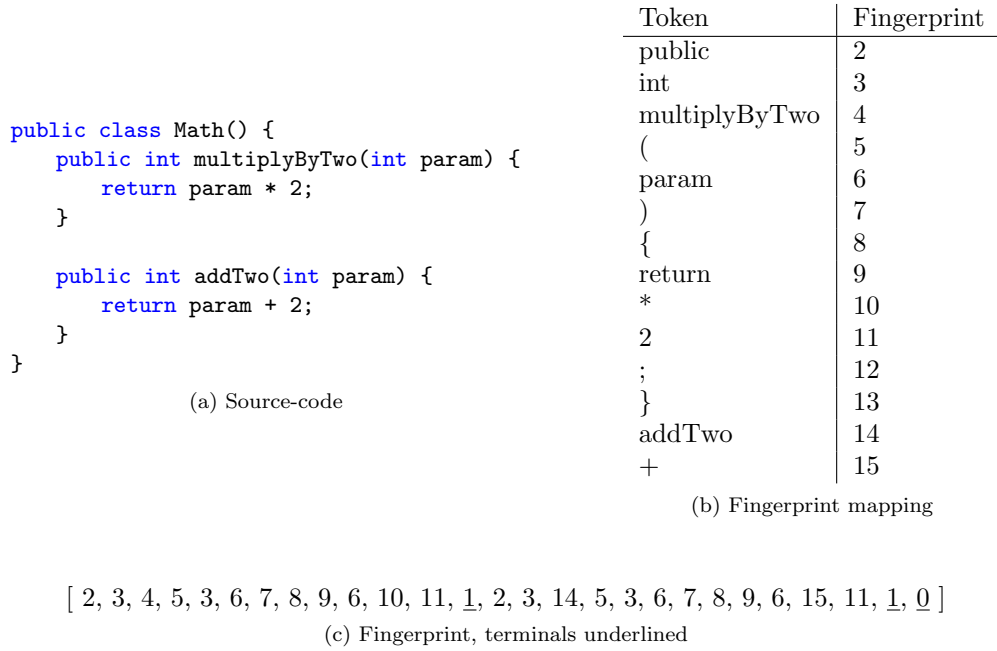 public class Math() {
public int multiplyByTwo(int param) {
return param * 2;
}
public int addTwo(int param) {
return param + 2;
}
}
(a) Source-code
Token Fingerprint
public 2
int 3
multiplyByTwo 4
( 5
param 6
) 7
{ 8
return 9
* 10
2 11
; 12
} 13
addTwo 14
+ 15
(b) Fingerprint mapping
[ 2, 3, 4, 5, 3, 6, 7, 8, 9, 6, 10, 11, 1, 2, 3, 14, 5, 3, 6, 7, 8, 9, 6, 15, 11, 1, 0 ]
(c) Fingerprint, terminals underlined